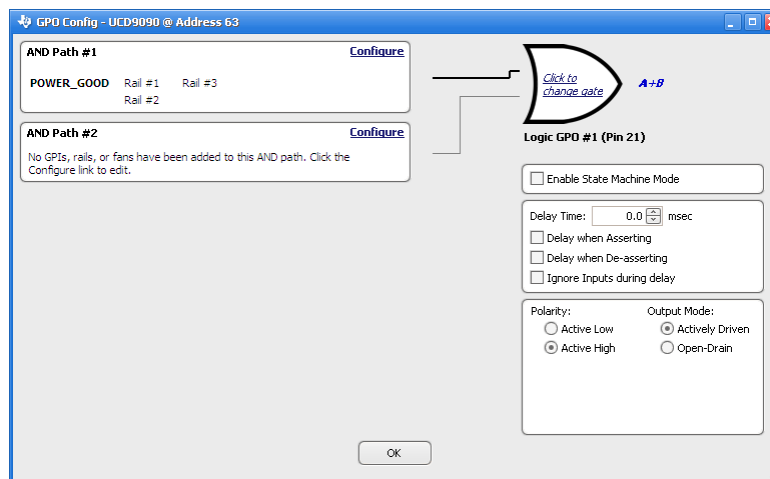 GPO Config - UCD9090 @ Address 63
AND Path #1 Configure
POWER_GOOD Rail #1 Rail #3
Rail #2
AND Path #2 Configure
No GPIs, rails, or fans have been added to this AND path. Click the
Configure link to edit.
Click to
change gate
A+B
Logic GPO #1 (Pin 21)
Enable State Machine Mode
Delay Time: 0.0 msec
Delay when Asserting
Delay when De-asserting
Ignore Inputs during delay
Polarity: Output Mode:
Active Low Actively Driven
Active High Open-Drain
OK